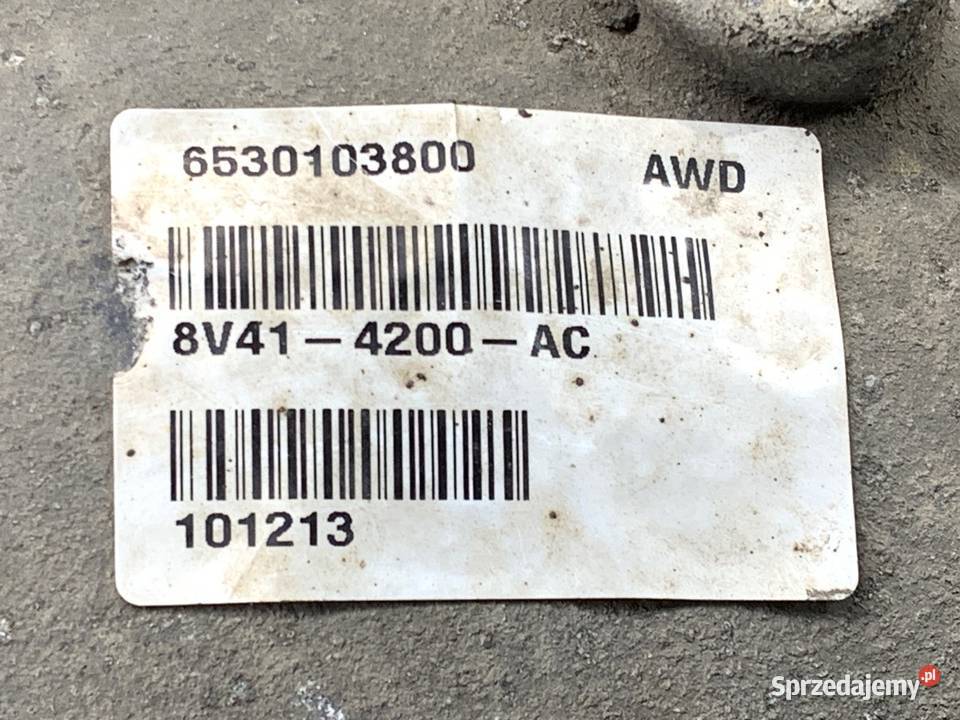 6530103800 AWD
8V41-4200-AC
101213
Sprzedajemy.pl